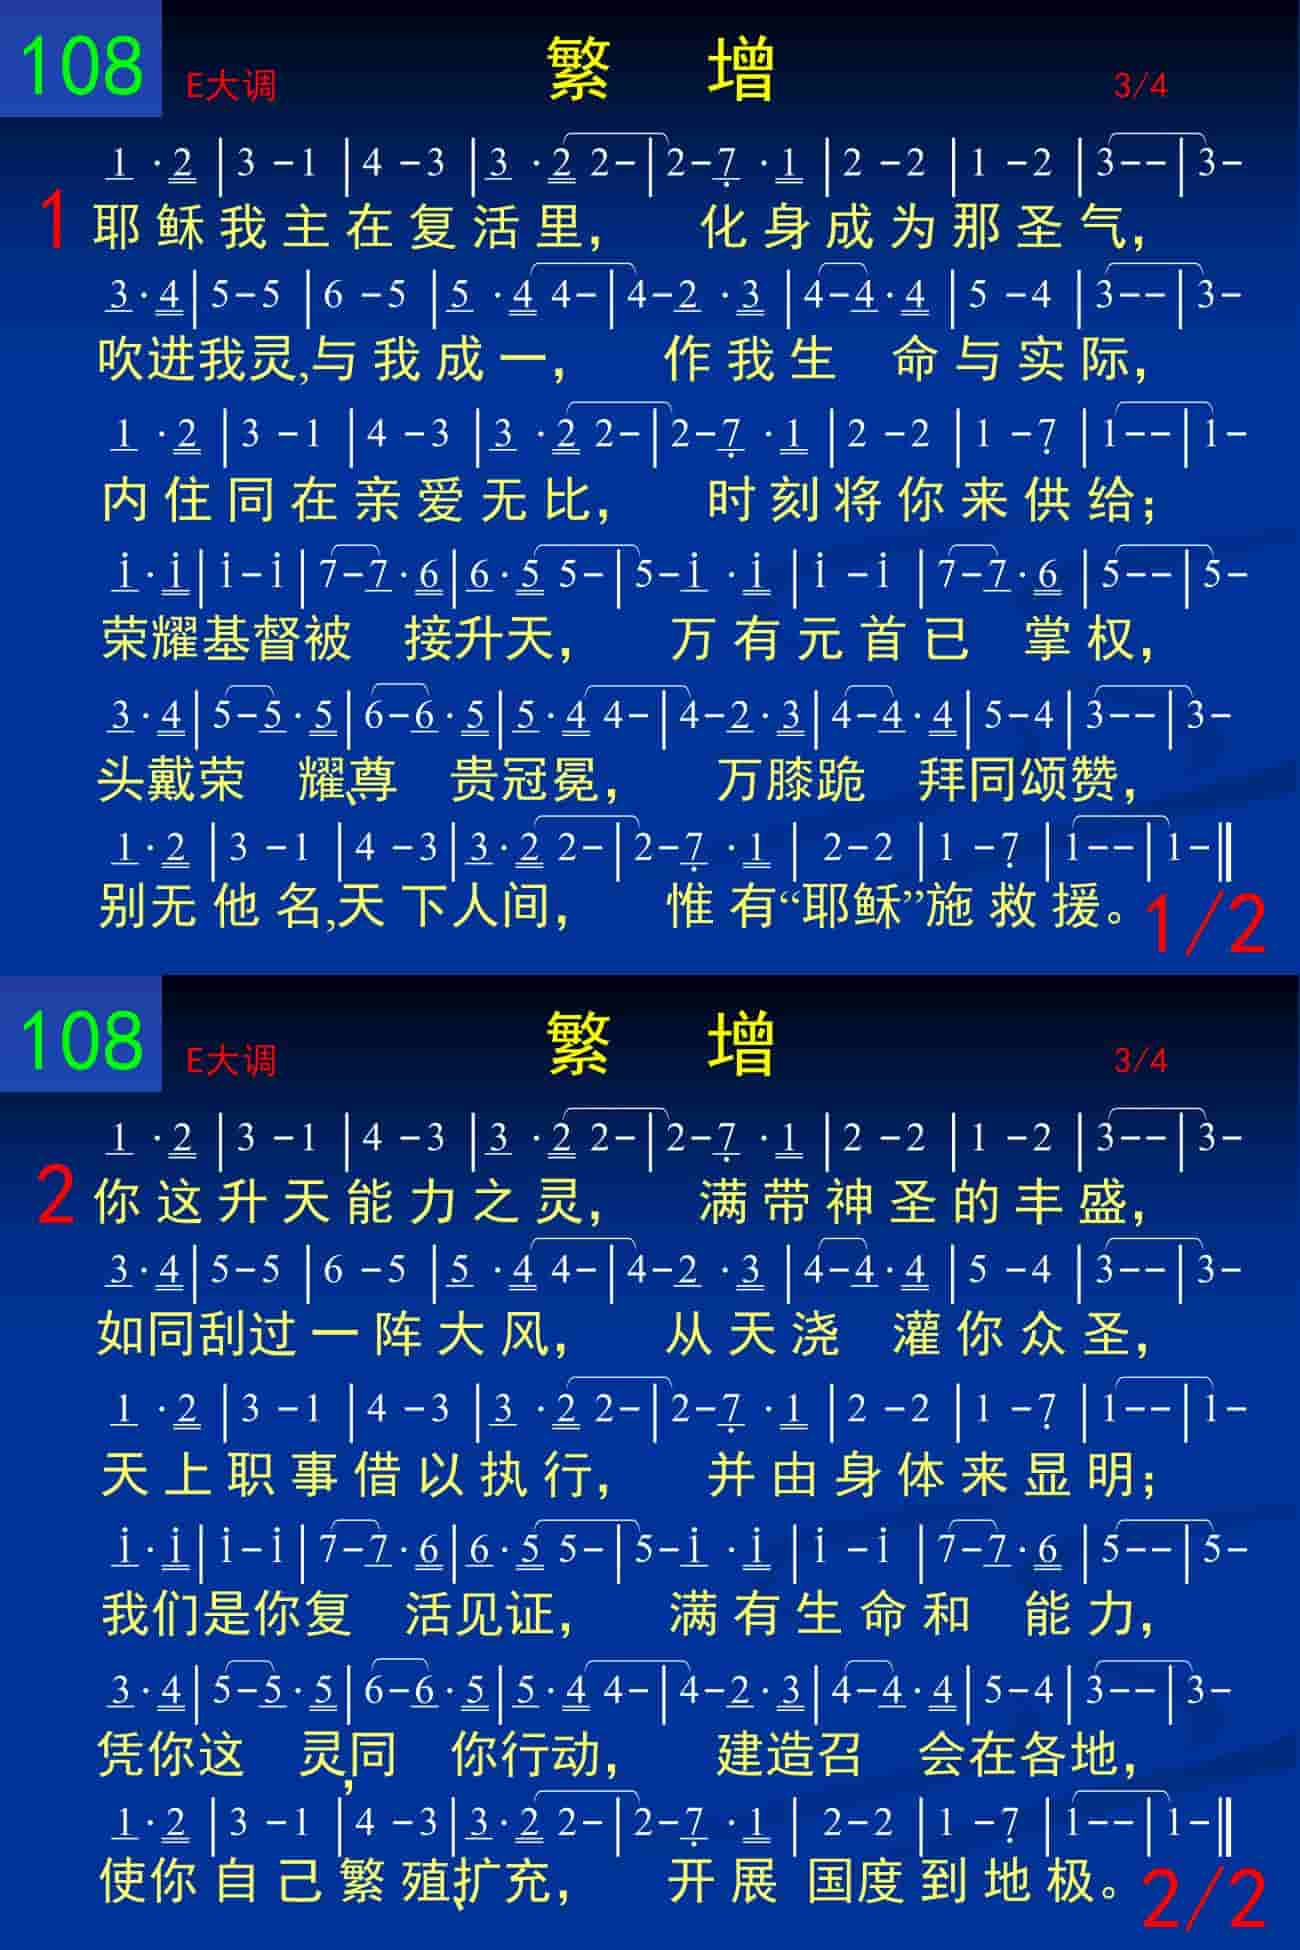 108 E大调 繁 增 3/4
1 · 2 | 3 - 1 | 4 - 3 | 3 · 2 2 - | 2 - 7 · 1 | 2 - 2 | 1 - 2 | 3 - - | 3 -
1 耶稣我主在复活里， 化身成为那圣气，
3 · 4 | 5 - 5 | 6 - 5 | 5 · 4 4 - | 4 - 2 · 3 | 4 - 4 · 4 | 5 - 4 | 3 - - | 3 -
吹进我灵,与我成一， 作我生 命与实际，
1 · 2 | 3 - 1 | 4 - 3 | 3 · 2 2 - | 2 - 7 · 1 | 2 - 2 | 1 - 7 | 1 - - | 1 -
内住同在亲爱无比， 时刻将你来供给；
i · i | i - i | 7 - 7 · 6 | 6 · 5 5 - | 5 - i · i | i - i | 7 - 7 · 6 | 5 - - | 5 -
荣耀基督被 接升天， 万有元首已 掌权，
3 · 4 | 5 - 5 · 5 | 6 - 6 · 5 | 5 · 4 4 - | 4 - 2 · 3 | 4 - 4 · 4 | 5 - 4 | 3 - - | 3 -
头戴荣 耀、尊 贵冠冕， 万膝跪 拜同颂赞，
1 · 2 | 3 - 1 | 4 - 3 | 3 · 2 2 - | 2 - 7 · 1 | 2 - 2 | 1 - 7 | 1 - - | 1 - ‖
别无他名,天下人间， 惟有“耶稣”施救援。 1/2
108 E大调 繁 增 3/4
1 · 2 | 3 - 1 | 4 - 3 | 3 · 2 2 - | 2 - 7 · 1 | 2 - 2 | 1 - 2 | 3 - - | 3 -
2 你这升天能力之灵， 满带神圣的丰盛，
3 · 4 | 5 - 5 | 6 - 5 | 5 · 4 4 - | 4 - 2 · 3 | 4 - 4 · 4 | 5 - 4 | 3 - - | 3 -
如同刮过一阵大风， 从天浇 灌你众圣，
1 · 2 | 3 - 1 | 4 - 3 | 3 · 2 2 - | 2 - 7 · 1 | 2 - 2 | 1 - 7 | 1 - - | 1 -
天上职事借以执行， 并由身体来显明；
i · i | i - i | 7 - 7 · 6 | 6 · 5 5 - | 5 - i · i | i - i | 7 - 7 · 6 | 5 - - | 5 -
我们是你复 活见证， 满有生命和 能力，
3 · 4 | 5 - 5 · 5 | 6 - 6 · 5 | 5 · 4 4 - | 4 - 2 · 3 | 4 - 4 · 4 | 5 - 4 | 3 - - | 3 -
凭你这 灵,同 你行动， 建造召 会在各地，
1 · 2 | 3 - 1 | 4 - 3 | 3 · 2 2 - | 2 - 7 · 1 | 2 - 2 | 1 - 7 | 1 - - | 1 - ‖
使你自己繁殖、扩充， 开展 国度到地极。 2/2